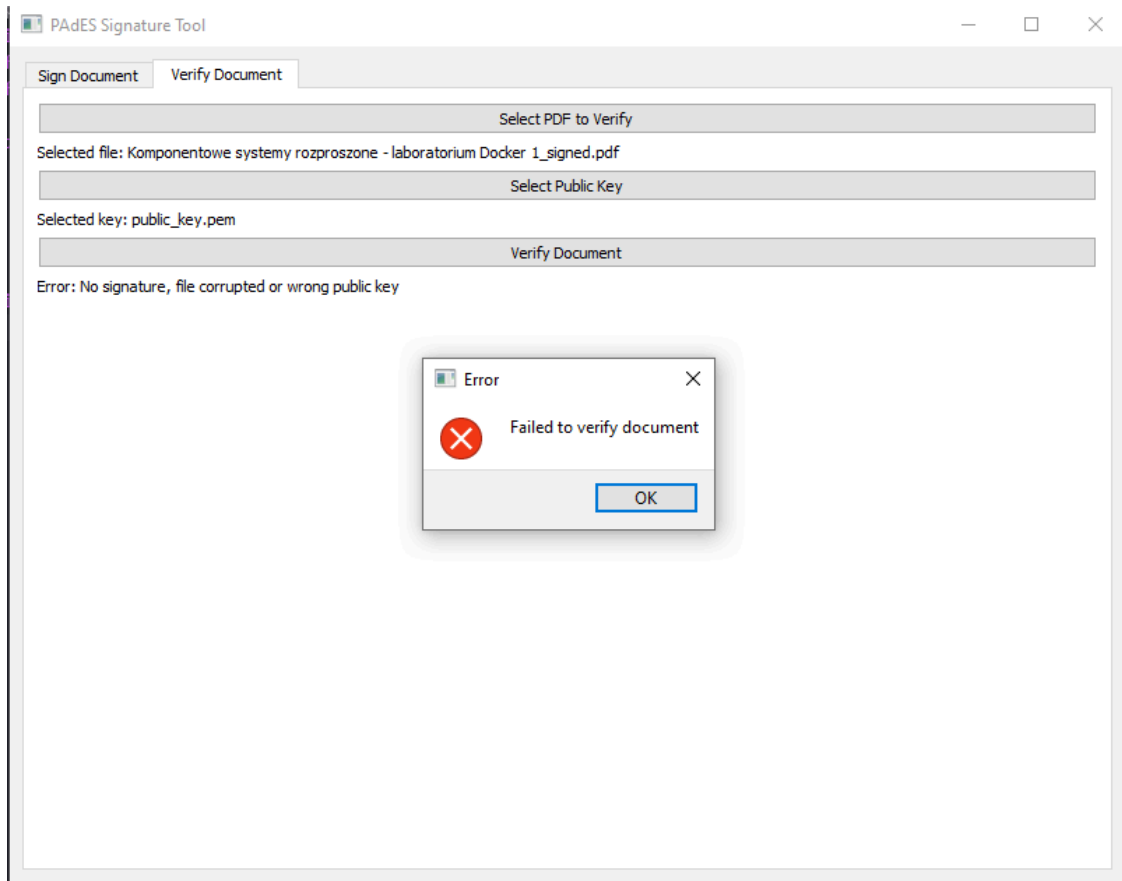 PAdES Signature Tool
Sign Document Verify Document
Select PDF to Verify
Selected file: Komponentowe systemy rozproszone - laboratorium Docker 1_signed.pdf
Select Public Key
Selected key: public_key.pem
Verify Document
Error: No signature, file corrupted or wrong public key
Error
Failed to verify document
OK